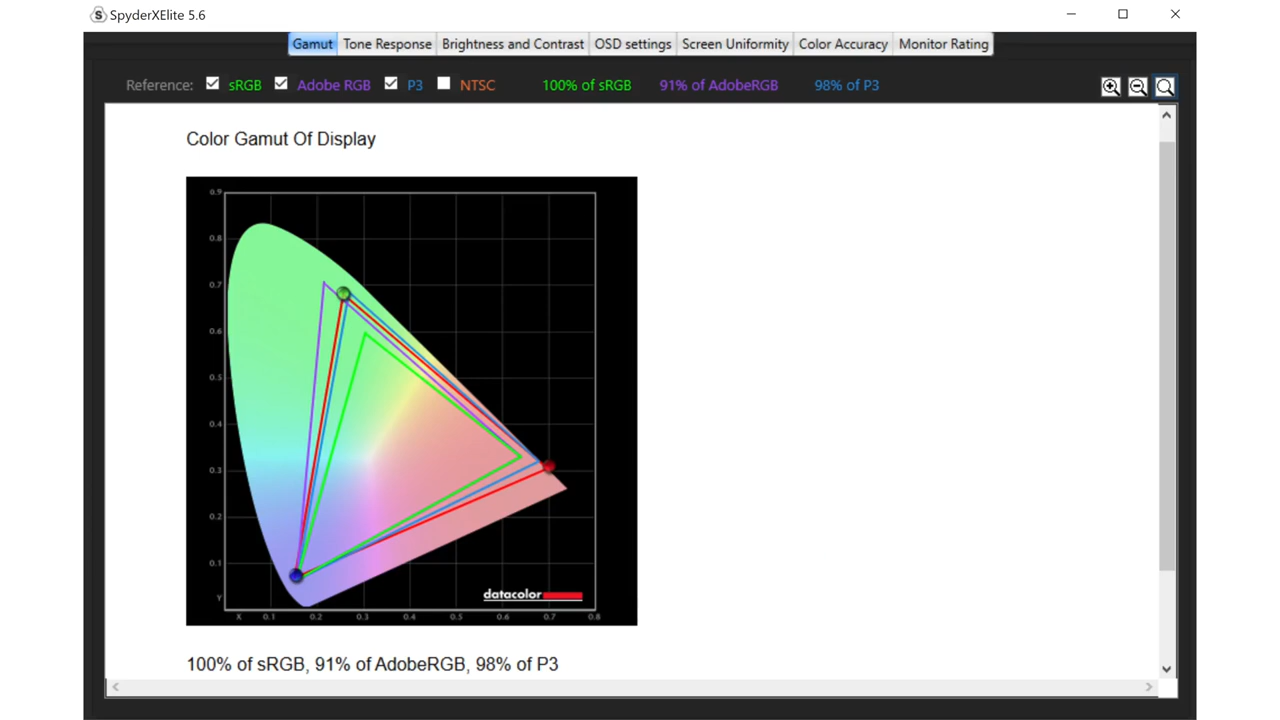 SpyderXElite 5.6
Gamut Tone Response Brightness and Contrast OSD settings Screen Uniformity Color Accuracy Monitor Rating
Reference: sRGB Adobe RGB P3 NTSC 100% of sRGB 91% of AdobeRGB 98% of P3
Color Gamut Of Display
0.9
0.8
0.7
0.6
0.5
0.4
0.3
0.2
0.1
Y
datacolor
X 0.1 0.2 0.3 0.4 0.5 0.6 0.7 0.8
100% of sRGB, 91% of AdobeRGB, 98% of P3